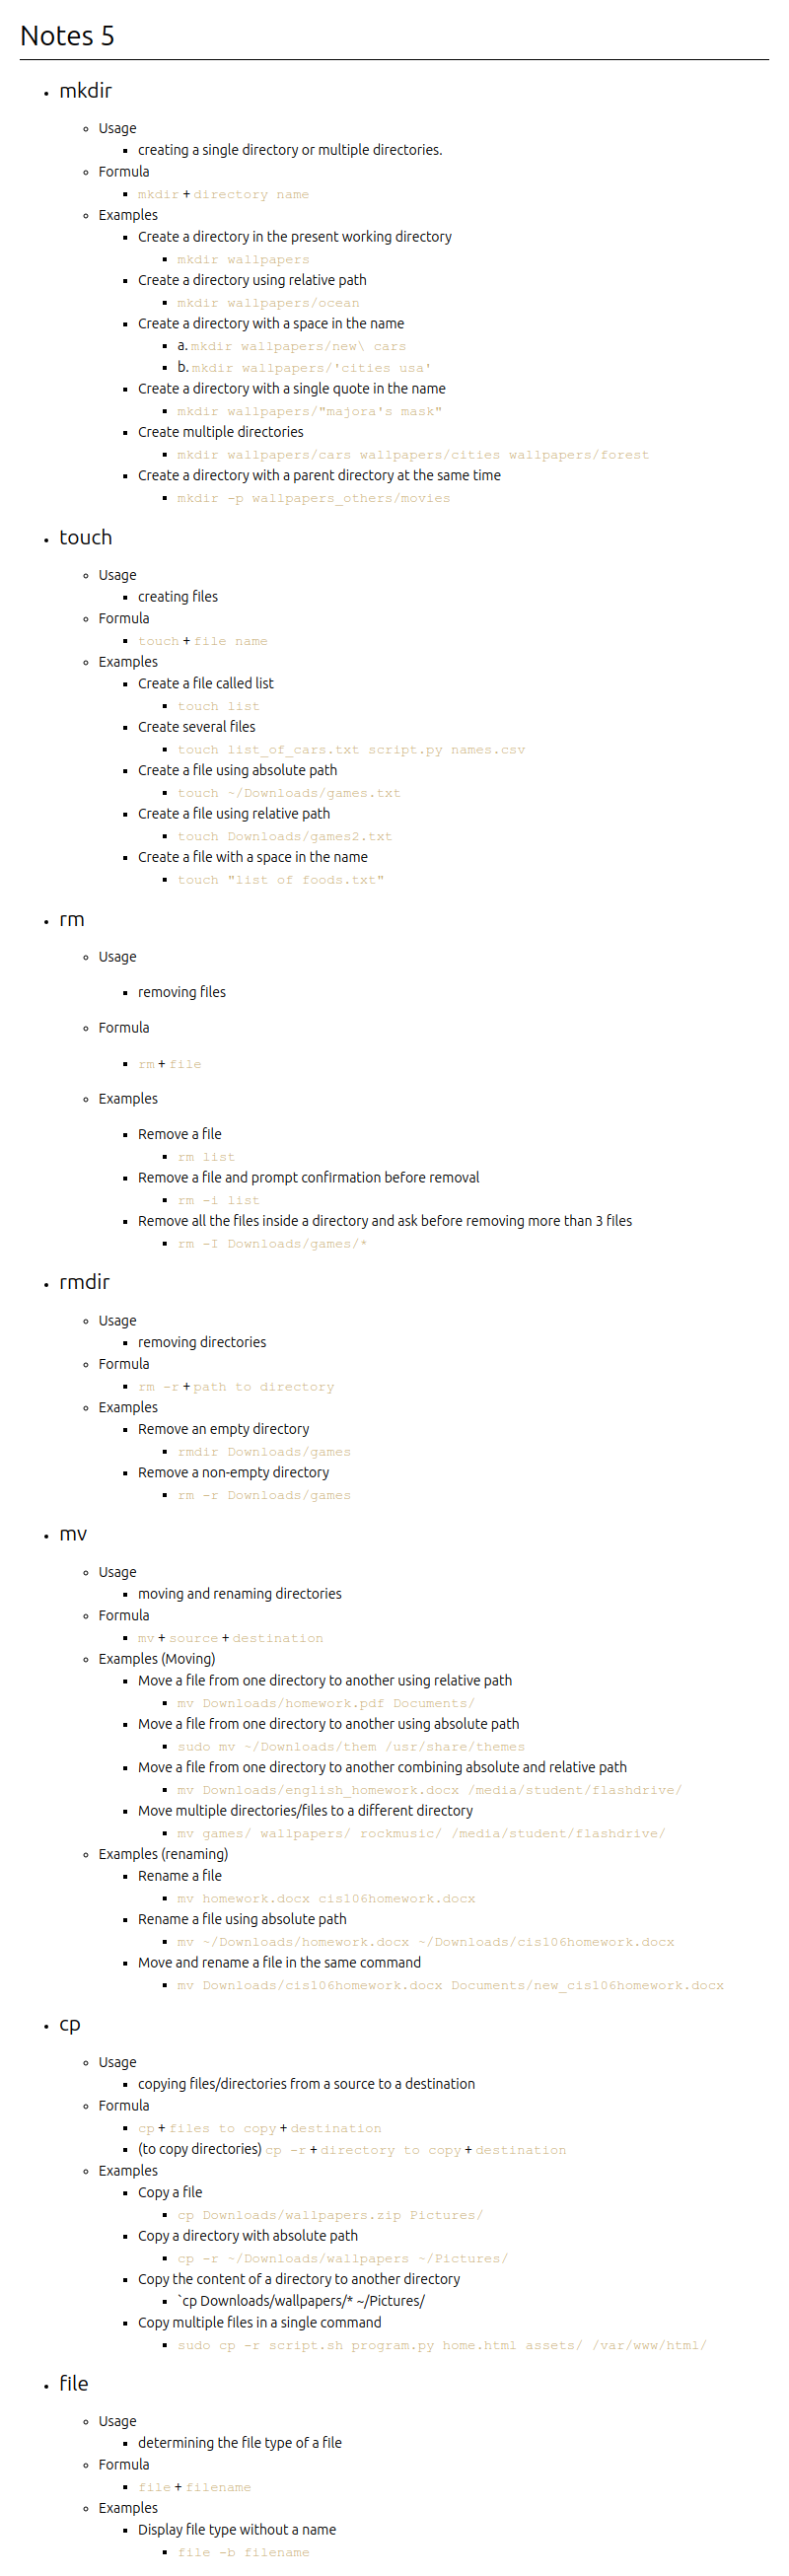 Notes 5
mkdir
Usage
creating a single directory or multiple directories.
Formula
mkdir + directory name
Examples
Create a directory in the present working directory
mkdir wallpapers
Create a directory using relative path
mkdir wallpapers/ocean
Create a directory with a space in the name
a. mkdir wallpapers/new\ cars
b. mkdir wallpapers/'cities usa'
Create a directory with a single quote in the name
mkdir wallpapers/"majora's mask"
Create multiple directories
mkdir wallpapers/cars wallpapers/cities wallpapers/forest
Create a directory with a parent directory at the same time
mkdir -p wallpapers_others/movies
touch
Usage
creating files
Formula
touch + file name
Examples
Create a file called list
touch list
Create several files
touch list_of_cars.txt script.py names.csv
Create a file using absolute path
touch ~/Downloads/games.txt
Create a file using relative path
touch Downloads/games2.txt
Create a file with a space in the name
touch "list of foods.txt"
rm
Usage
removing files
Formula
rm + file
Examples
Remove a file
rm list
Remove a file and prompt confirmation before removal
rm -i list
Remove all the files inside a directory and ask before removing more than 3 files
rm -I Downloads/games/*
rmdir
Usage
removing directories
Formula
rm -r + path to directory
Examples
Remove an empty directory
rmdir Downloads/games
Remove a non-empty directory
rm -r Downloads/games
mv
Usage
moving and renaming directories
Formula
mv + source + destination
Examples (Moving)
Move a file from one directory to another using relative path
mv Downloads/homework.pdf Documents/
Move a file from one directory to another using absolute path
sudo mv ~/Downloads/them /usr/share/themes
Move a file from one directory to another combining absolute and relative path
mv Downloads/english_homework.docx /media/student/flashdrive/
Move multiple directories/files to a different directory
mv games/ wallpapers/ rockmusic/ /media/student/flashdrive/
Examples (renaming)
Rename a file
mv homework.docx cis106homework.docx
Rename a file using absolute path
mv ~/Downloads/homework.docx ~/Downloads/cis106homework.docx
Move and rename a file in the same command
mv Downloads/cis106homework.docx Documents/new_cis106homework.docx
cp
Usage
copying files/directories from a source to a destination
Formula
cp + files to copy + destination
(to copy directories) cp -r + directory to copy + destination
Examples
Copy a file
cp Downloads/wallpapers.zip Pictures/
Copy a directory with absolute path
cp -r ~/Downloads/wallpapers ~/Pictures/
Copy the content of a directory to another directory
`cp Downloads/wallpapers/* ~/Pictures/
Copy multiple files in a single command
sudo cp -r script.sh program.py home.html assets/ /var/www/html/
file
Usage
determining the file type of a file
Formula
file + filename
Examples
Display file type without a name
file -b filename